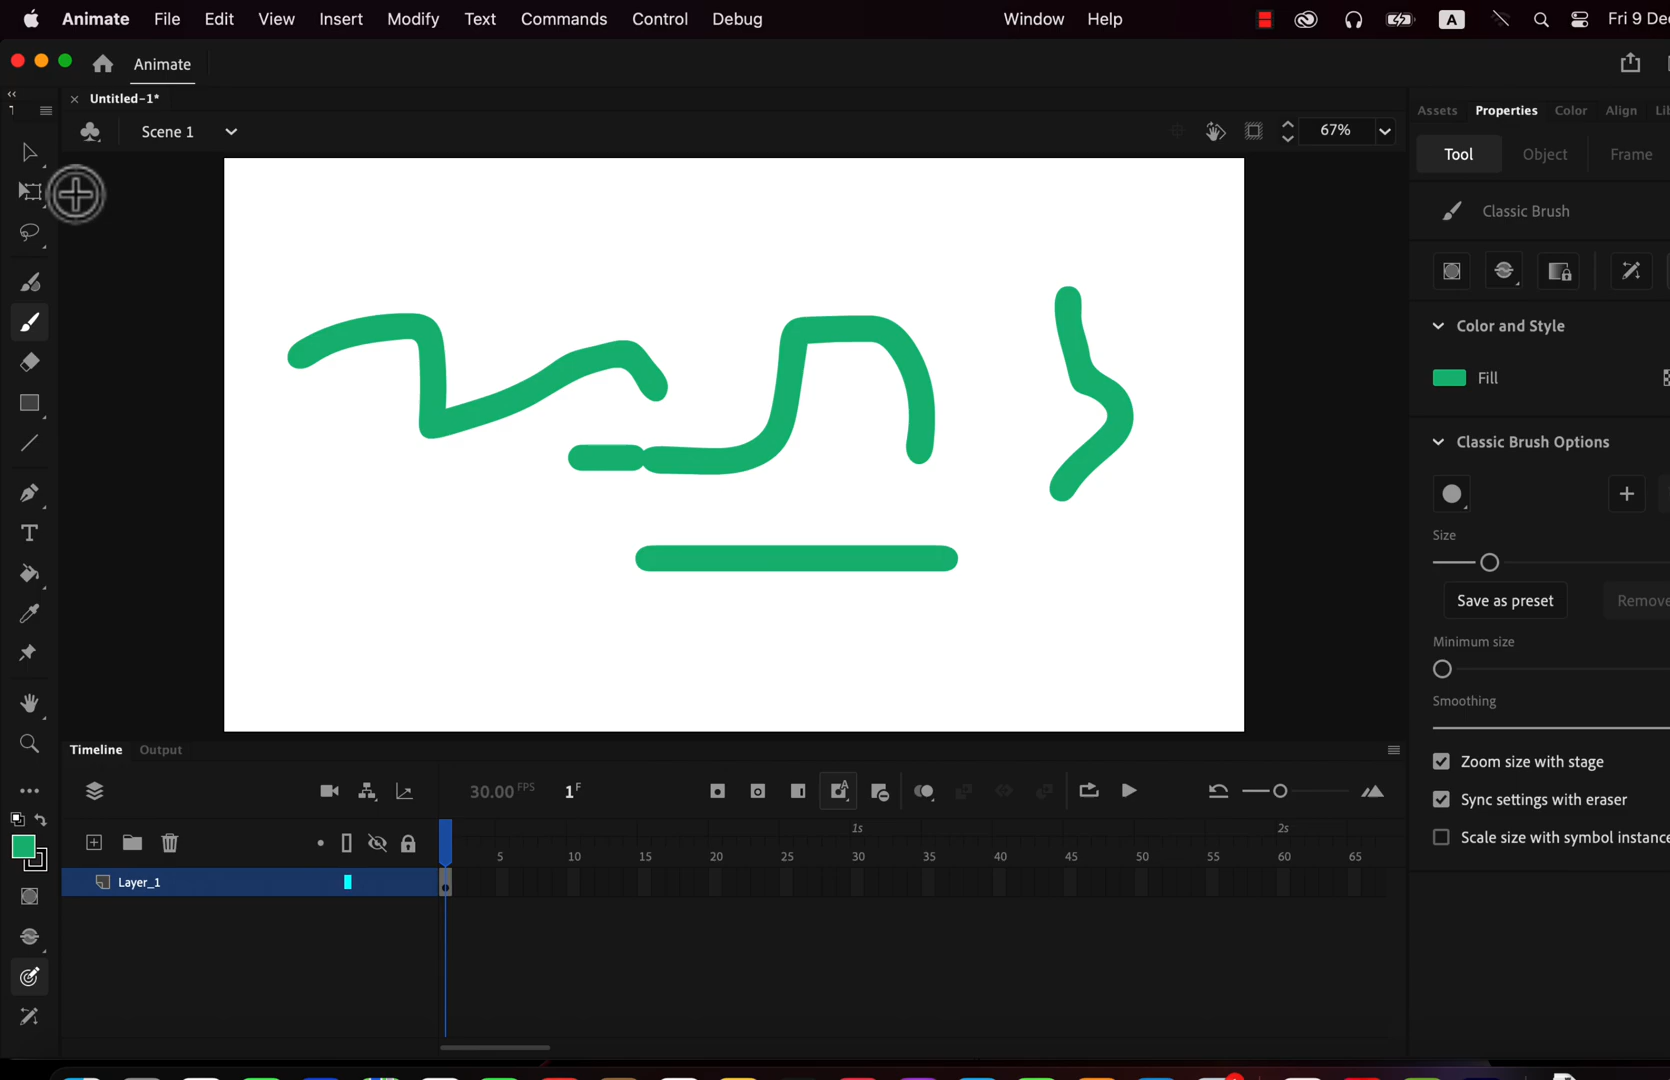 Animate File Edit View Insert Modify Text Commands Control Debug Window Help A Fri 9 De
Animate
Untitled-1*
Scene 1
67%
Assets Properties Color Align Lil
Tool Object Frame
Classic Brush
Color and Style
Fill
Classic Brush Options
Size
Save as preset Remove
Minimum size
Smoothing
Zoom size with stage
Sync settings with eraser
Scale size with symbol instance
Timeline Output
30.00 FPS 1 F
1s 2s
5 10 15 20 25 30 35 40 45 50 55 60 65
Layer_1